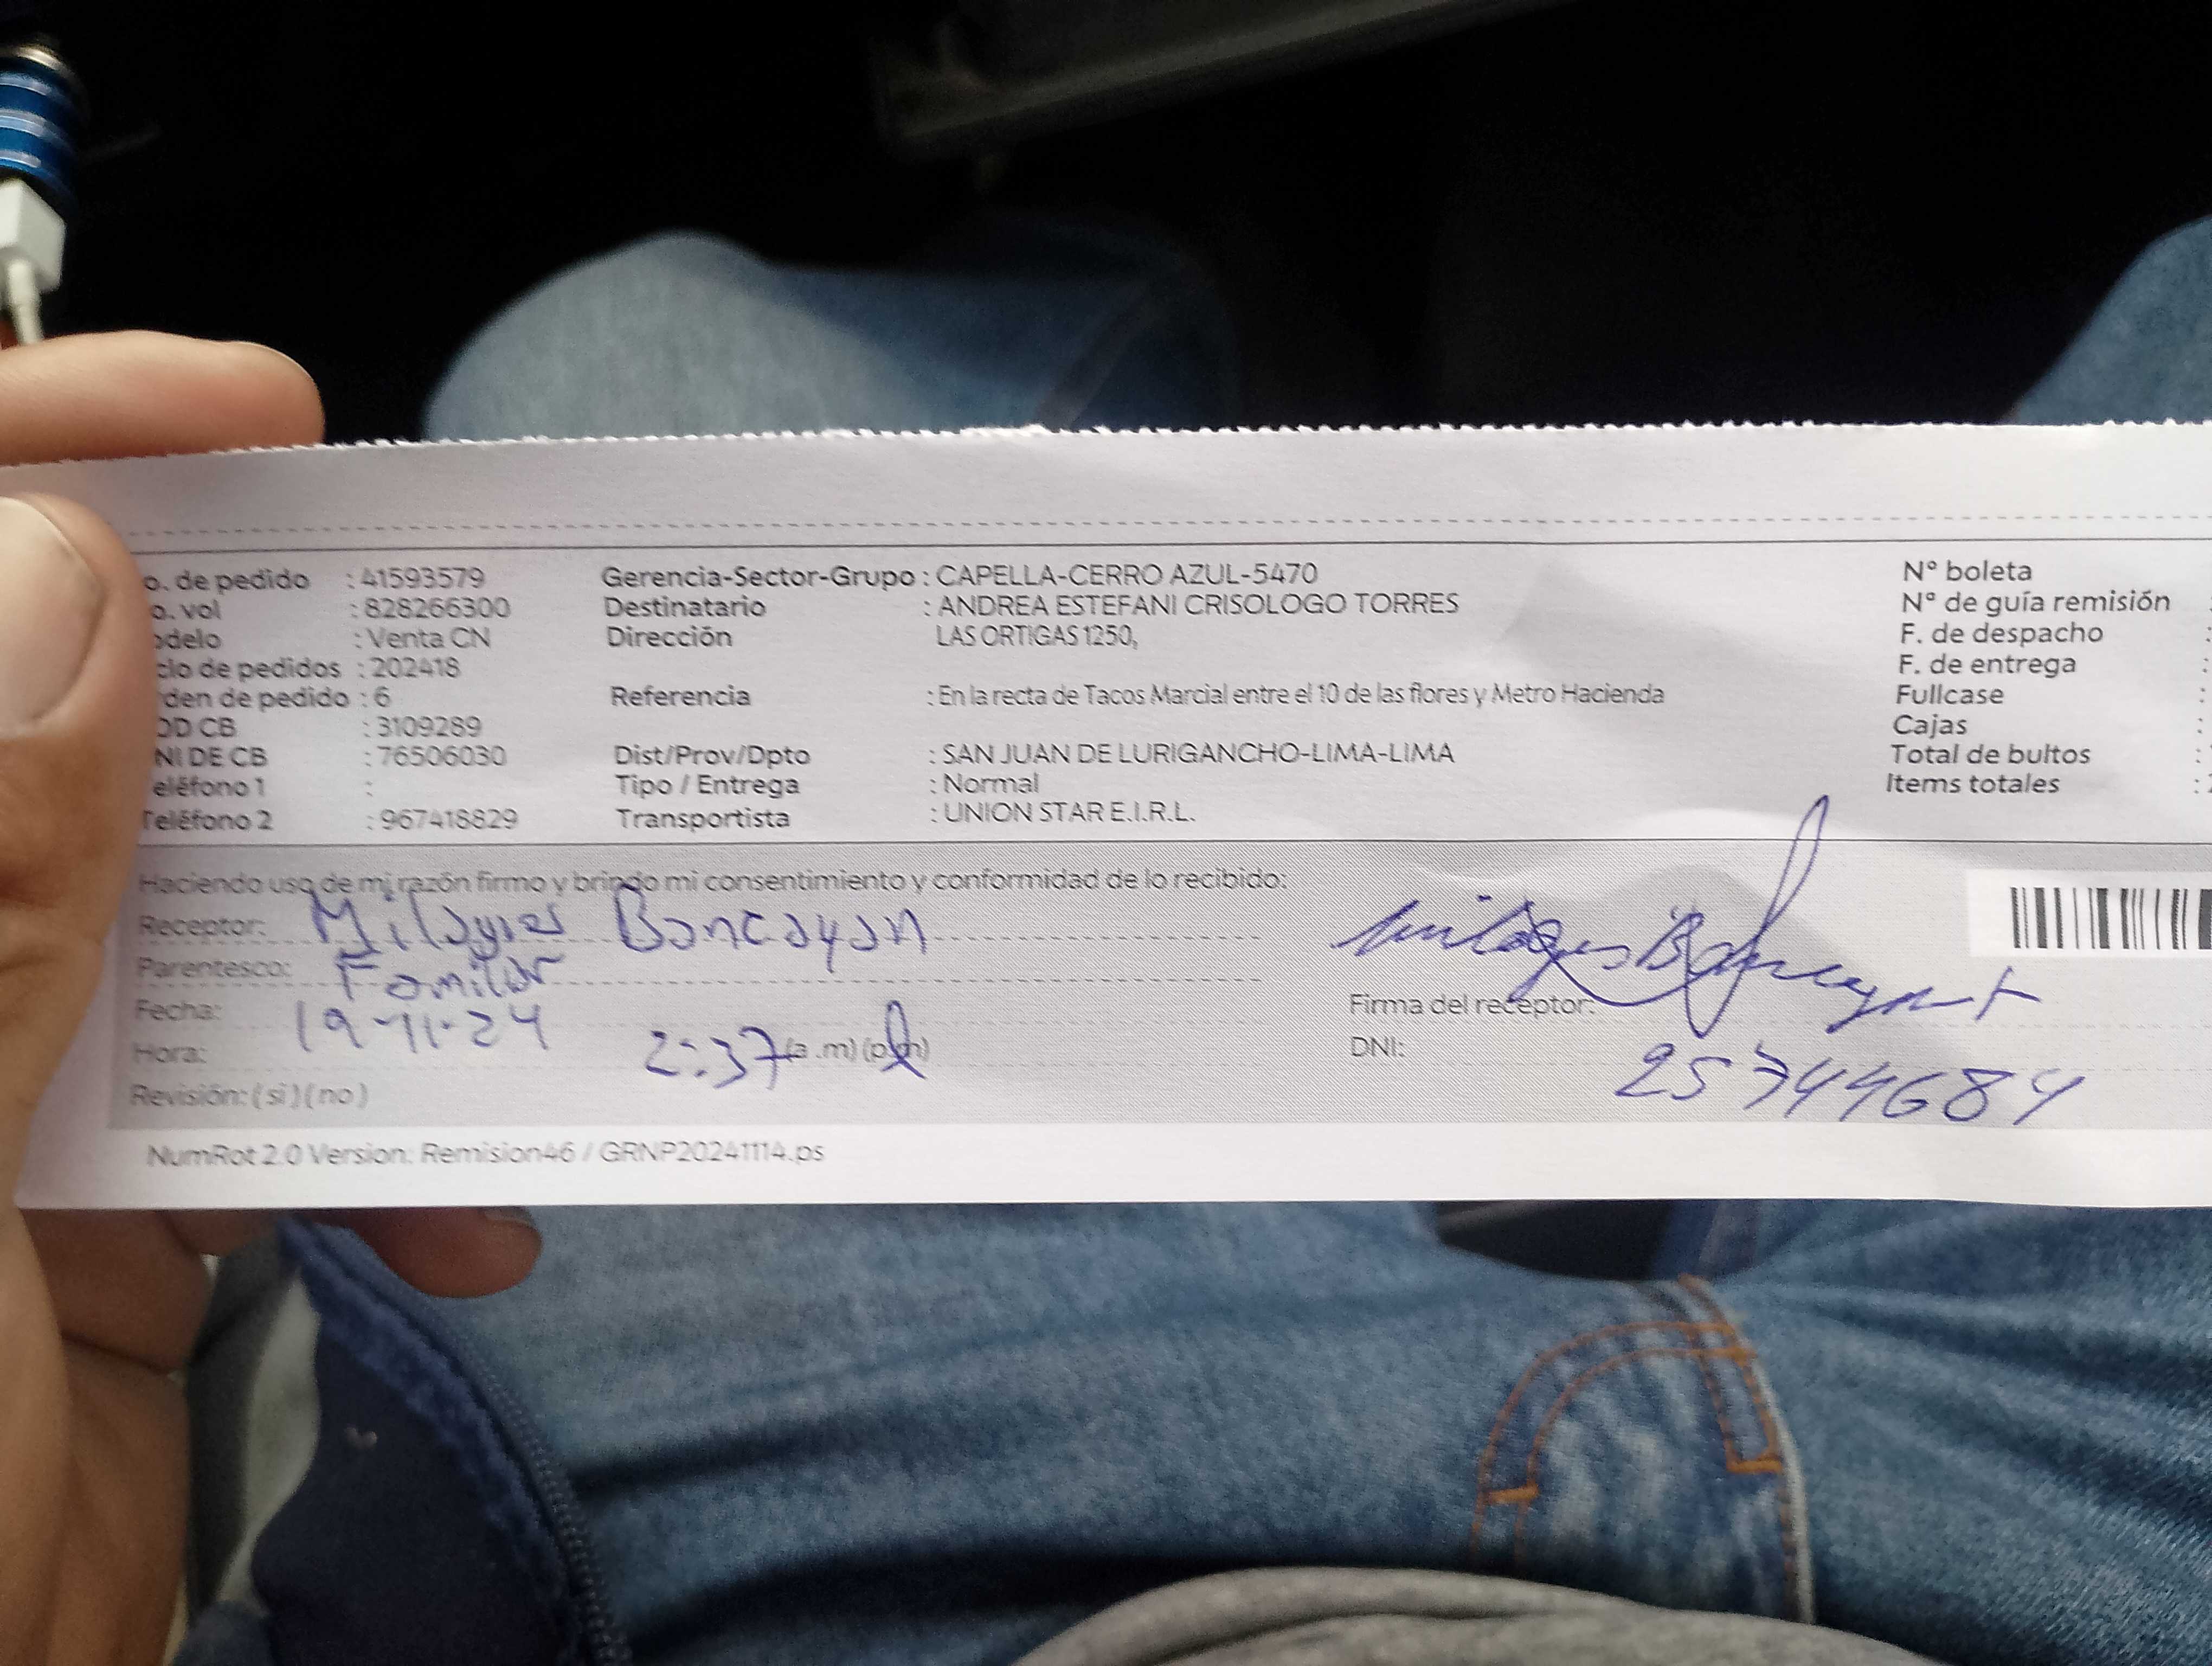 o. de pedido : 41593579 Gerencia-Sector-Grupo : CAPELLA-CERRO AZUL-5470 N° boleta
o. vol : 828266300 Destinatario : ANDREA ESTEFANI CRISOLOGO TORRES N° de guía remisión
odelo : Venta CN Dirección LAS ORTIGAS 1250, F. de despacho :
clo de pedidos : 202418 F. de entrega :
rden de pedido : 6 Referencia : En la recta de Tacos Marcial entre el 10 de las flores y Metro Hacienda Fullcase :
OD CB : 3109289 Cajas :
NI DE CB : 76506030 Dist/Prov/Dpto : SAN JUAN DE LURIGANCHO-LIMA-LIMA Total de bultos :
eléfono 1 : Tipo / Entrega : Normal Items totales :
Teléfono 2 : 967418829 Transportista : UNION STAR E.I.R.L.
Haciendo uso de mi razón firmo y brindo mi consentimiento y conformidad de lo recibido:
Receptor: Milagros Boncayan
Parentesco: Familiar
Fecha: 19-11-24 Firma del receptor:
Hora: 2:37 (a .m) (p.m) DNI: 25744684
Revisión: ( si ) ( no )
NumRot 2.0 Version: Remision46 / GRNP20241114.ps